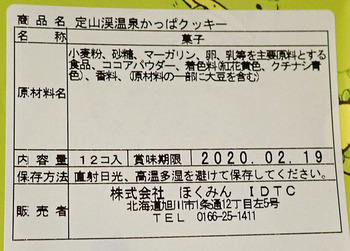 商品名 定山渓温泉かっぱクッキー
名称 菓子
原材料名 小麦粉、砂糖、マーガリン、卵、乳等を主要原料とする
食品、ココアパウダー、着色料(紅花黄色、クチナシ青
色)、香料、(原材料の一部に大豆を含む)
内容量 12コ入 賞味期限 2020.02.19
保存方法 直射日光、高温多湿を避けて保存してください。
販売者 株式会社 ほくみん IDTC
北海道旭川市1条通12丁目左5号
TEL 0166-25-1411